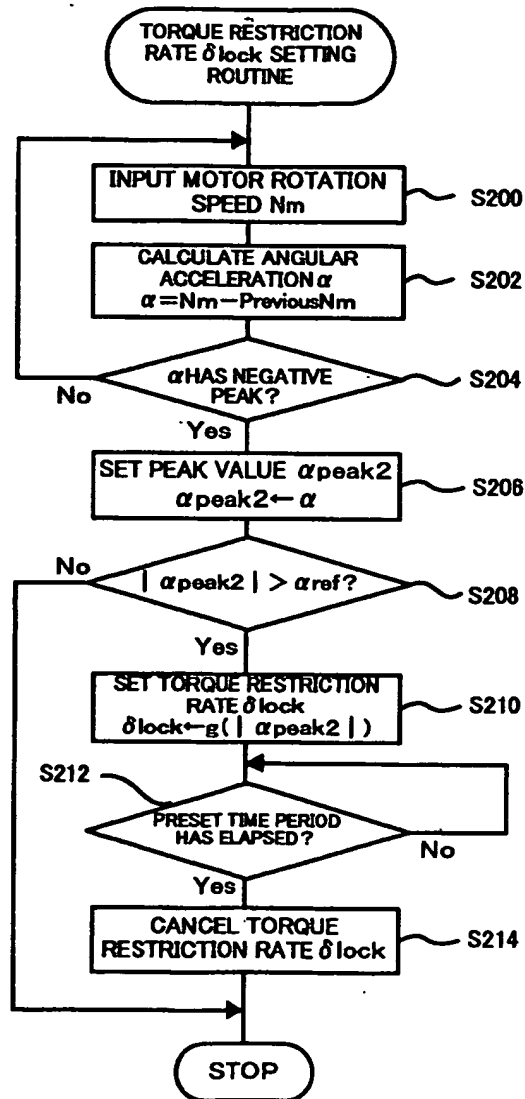 TORQUE RESTRICTION
RATE δlock SETTING
ROUTINE
INPUT MOTOR ROTATION
SPEED Nm
S200
CALCULATE ANGULAR
ACCELERATION α
α=Nm−PreviousNm
S202
α HAS NEGATIVE
PEAK?
S204
No
Yes
SET PEAK VALUE αpeak2
αpeak2← α
S206
No
| αpeak2 | > αref?
S208
Yes
SET TORQUE RESTRICTION
RATE δlock
δlock←g(| αpeak2 |)
S210
S212
PRESET TIME PERIOD
HAS ELAPSED?
No
Yes
CANCEL TORQUE
RESTRICTION RATE δlock
S214
STOP